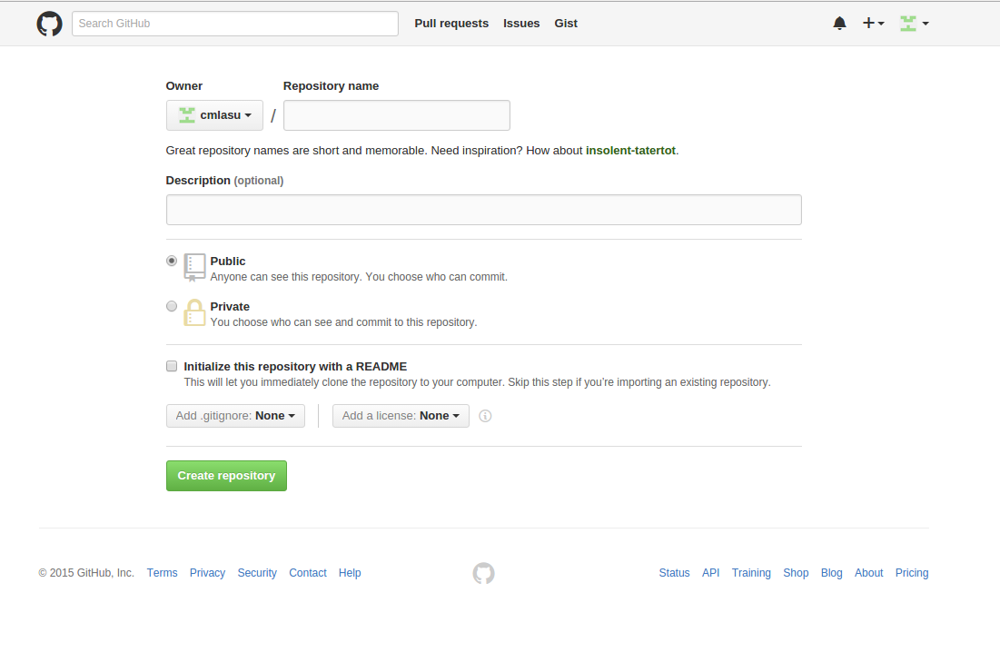 Search GitHub Pull requests Issues Gist
Owner Repository name
cmlasu /
Great repository names are short and memorable. Need inspiration? How about insolent-tatertot.
Description (optional)
Public
Anyone can see this repository. You choose who can commit.
Private
You choose who can see and commit to this repository.
Initialize this repository with a README
This will let you immediately clone the repository to your computer. Skip this step if you’re importing an existing repository.
Add .gitignore: None Add a license: None
Create repository
© 2015 GitHub, Inc. Terms Privacy Security Contact Help Status API Training Shop Blog About Pricing